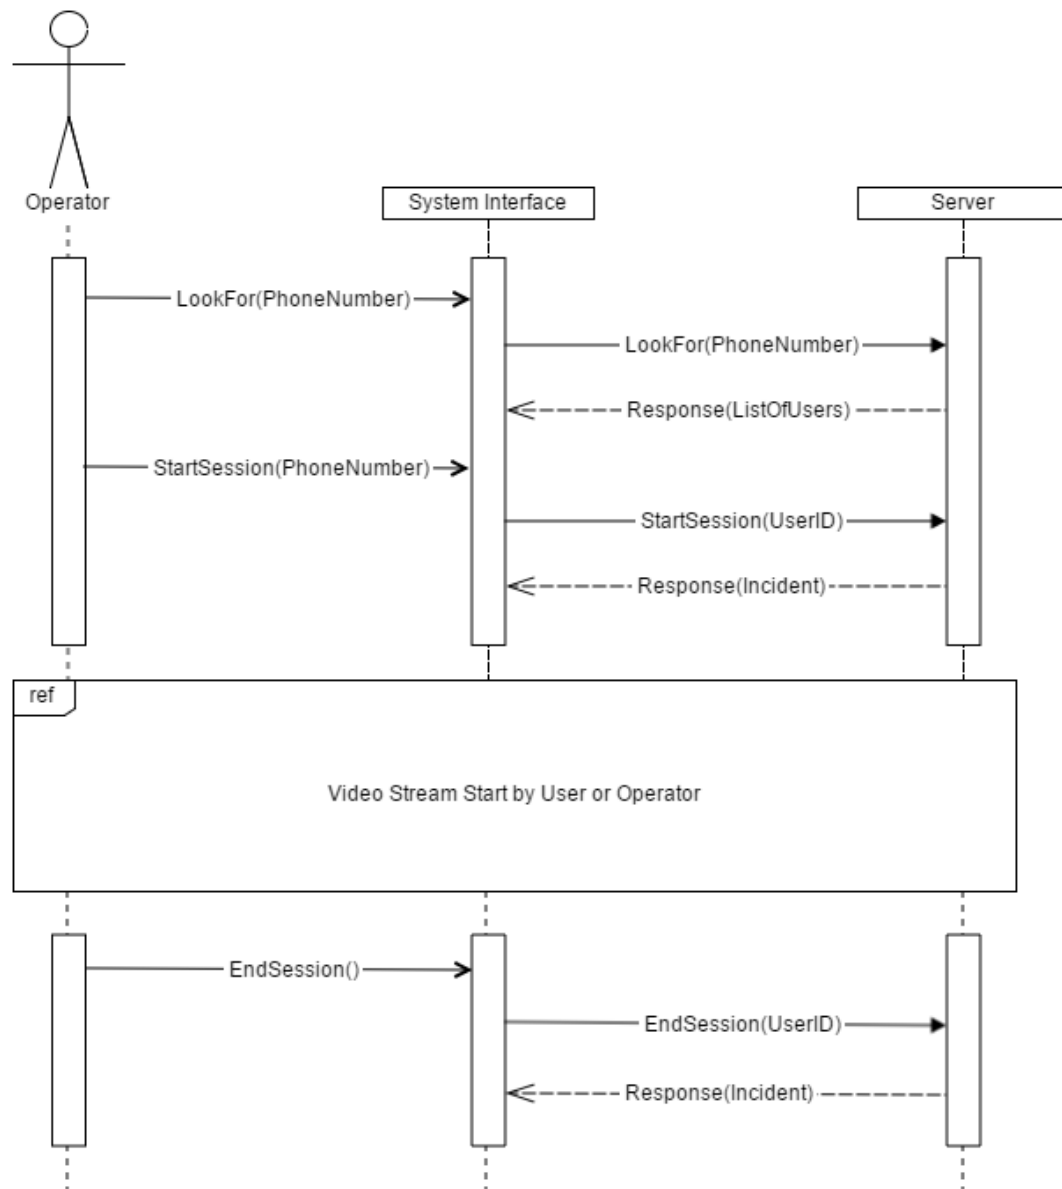 Operator
System Interface
Server
LookFor(PhoneNumber)
LookFor(PhoneNumber)
Response(ListOfUsers)
StartSession(PhoneNumber)
StartSession(UserID)
Response(Incident)
ref
Video Stream Start by User or Operator
EndSession()
EndSession(UserID)
Response(Incident)